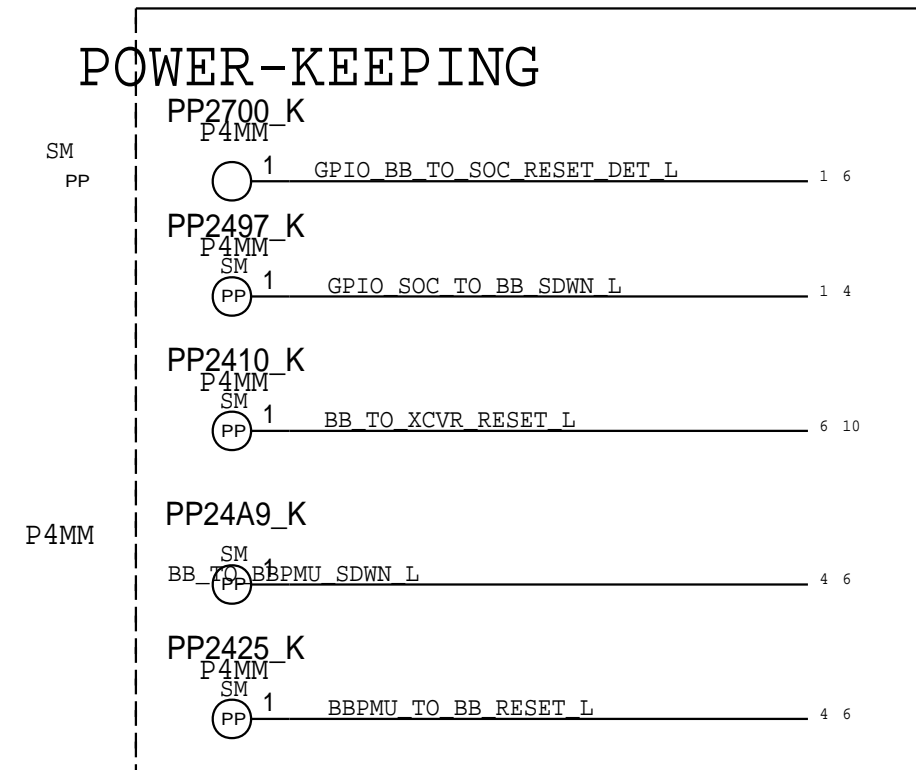 POWER-KEEPING
PP2700_K
P4MM
SM
PP
1
GPIO_BB_TO_SOC_RESET_DET_L
1 6
PP2497_K
P4MM
SM
PP
1
GPIO_SOC_TO_BB_SDWN_L
1 4
PP2410_K
P4MM
SM
PP
1
BB_TO_XCVR_RESET_L
6 10
PP24A9_K
P4MM
SM
PP
1
BB_TO_BBPMU_SDWN_L
4 6
PP2425_K
P4MM
SM
PP
1
BBPMU_TO_BB_RESET_L
4 6